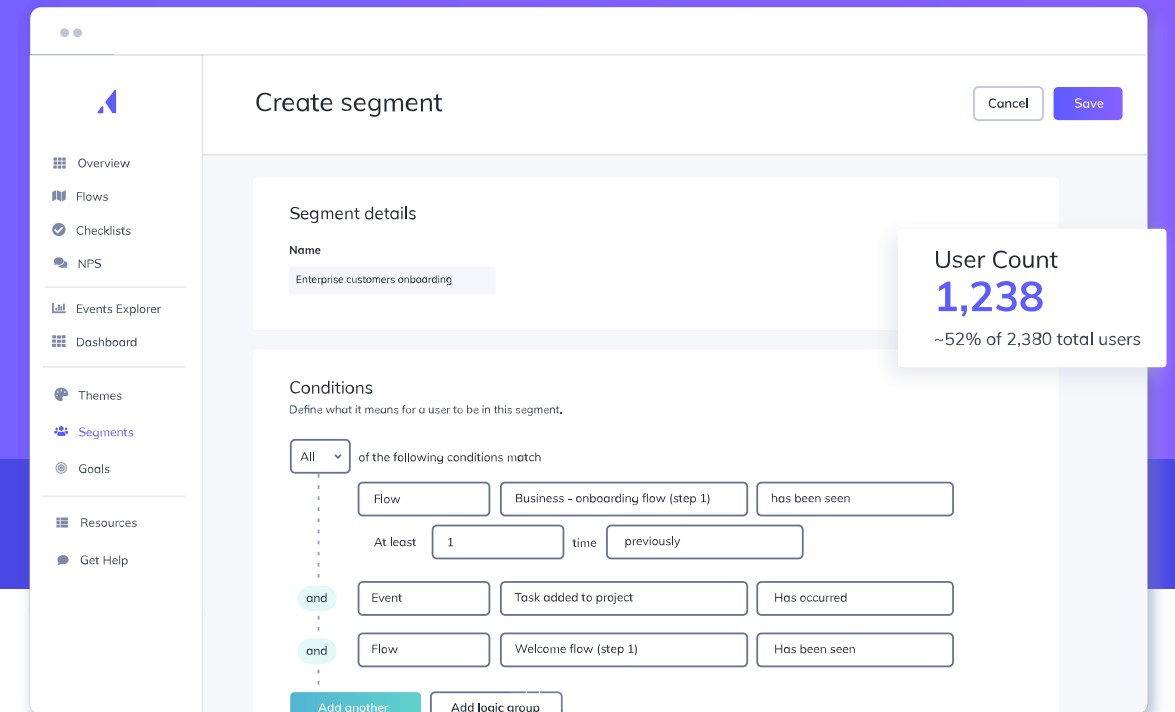 Create segment
Cancel
Save
Overview
Flows
Checklists
NPS
Events Explorer
Dashboard
Themes
Segments
Goals
Resources
Get Help
Segment details
Name
Enterprise customers onboarding
User Count
1,238
~52% of 2,380 total users
Conditions
Define what it means for a user to be in this segment.
All of the following conditions match
Flow Business - onboarding flow (step 1) has been seen
At least 1 time previously
and Event Task added to project Has occurred
and Flow Welcome flow (step 1) Has been seen
Add another Add logic group